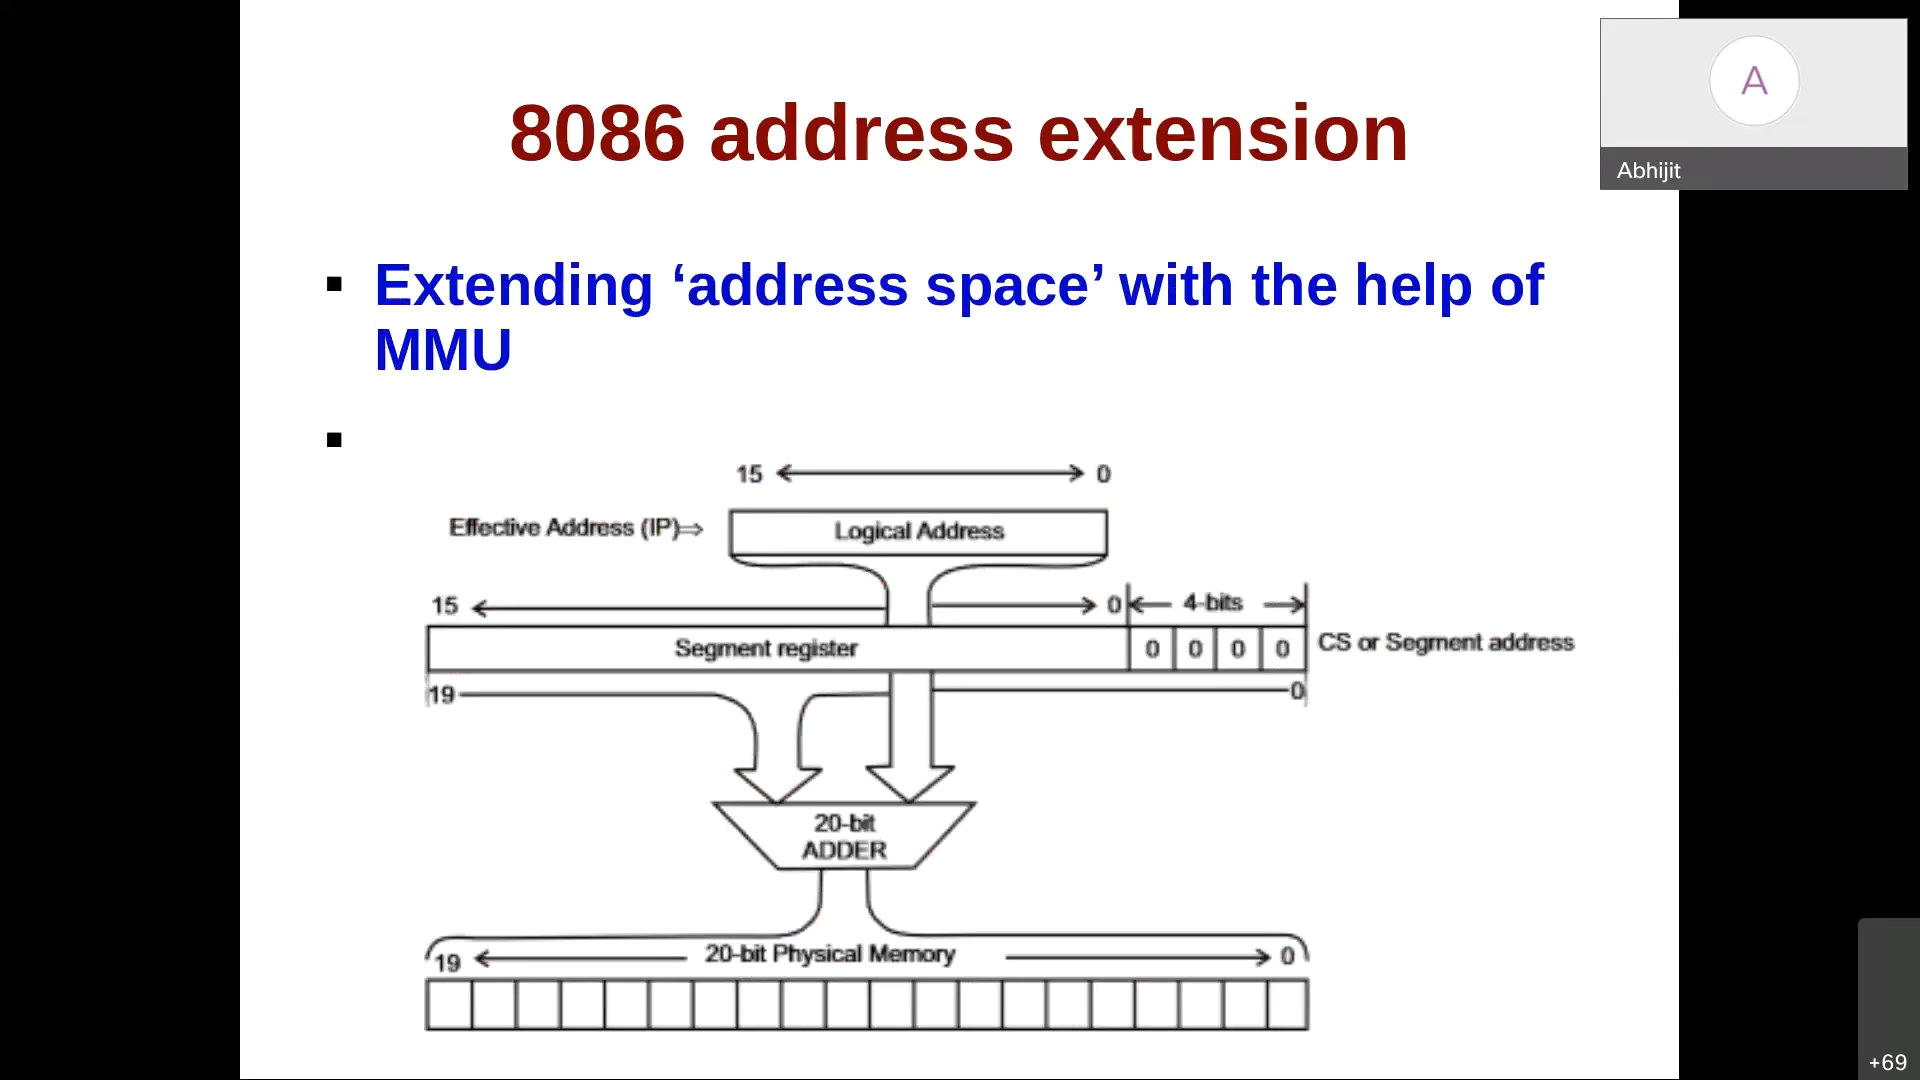 8086 address extension
A
Abhijit
▪ Extending ‘address space’ with the help of
MMU
▪
15 0
Effective Address (IP)⇒ Logical Address
15 0 4-bits
Segment register 0 0 0 0 CS or Segment address
19 0
20-bit
ADDER
20-bit Physical Memory
19 0
+69